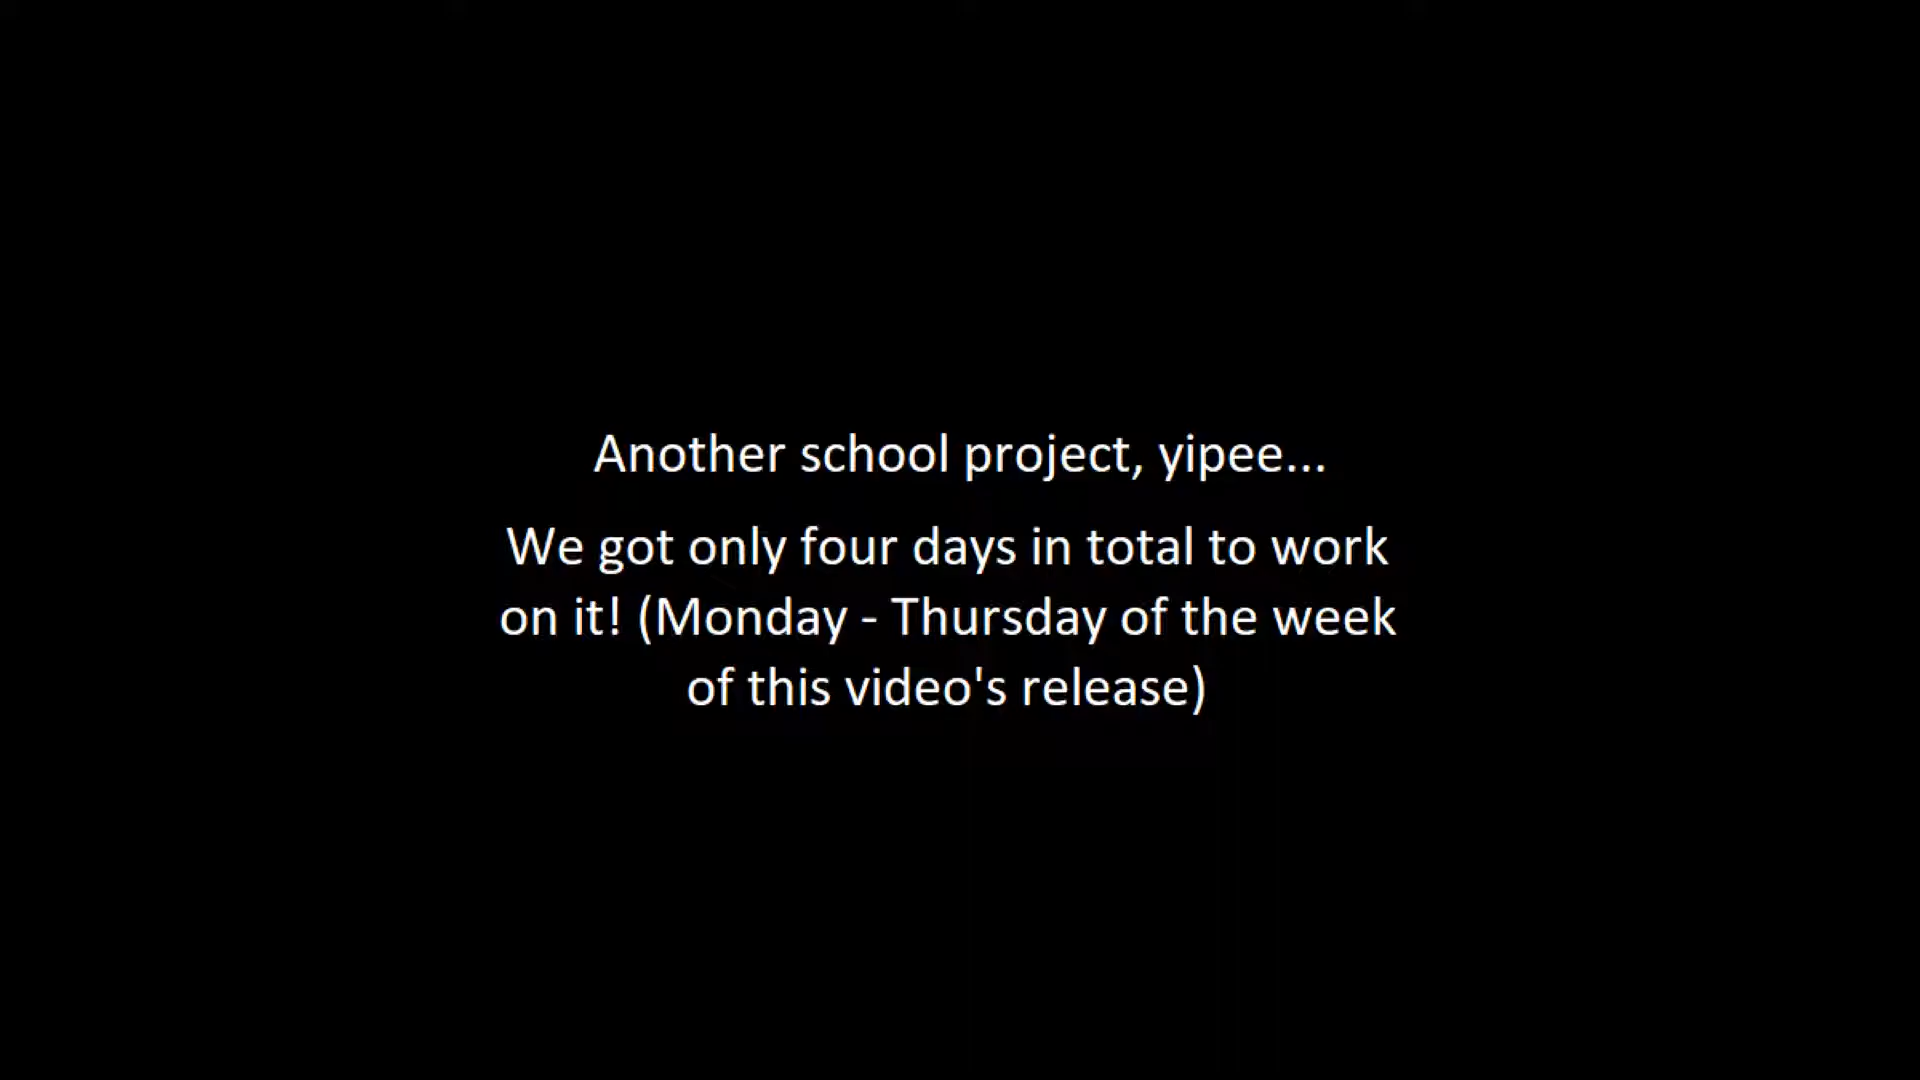 Another school project, yipee...
We got only four days in total to work
on it! (Monday - Thursday of the week
of this video's release)